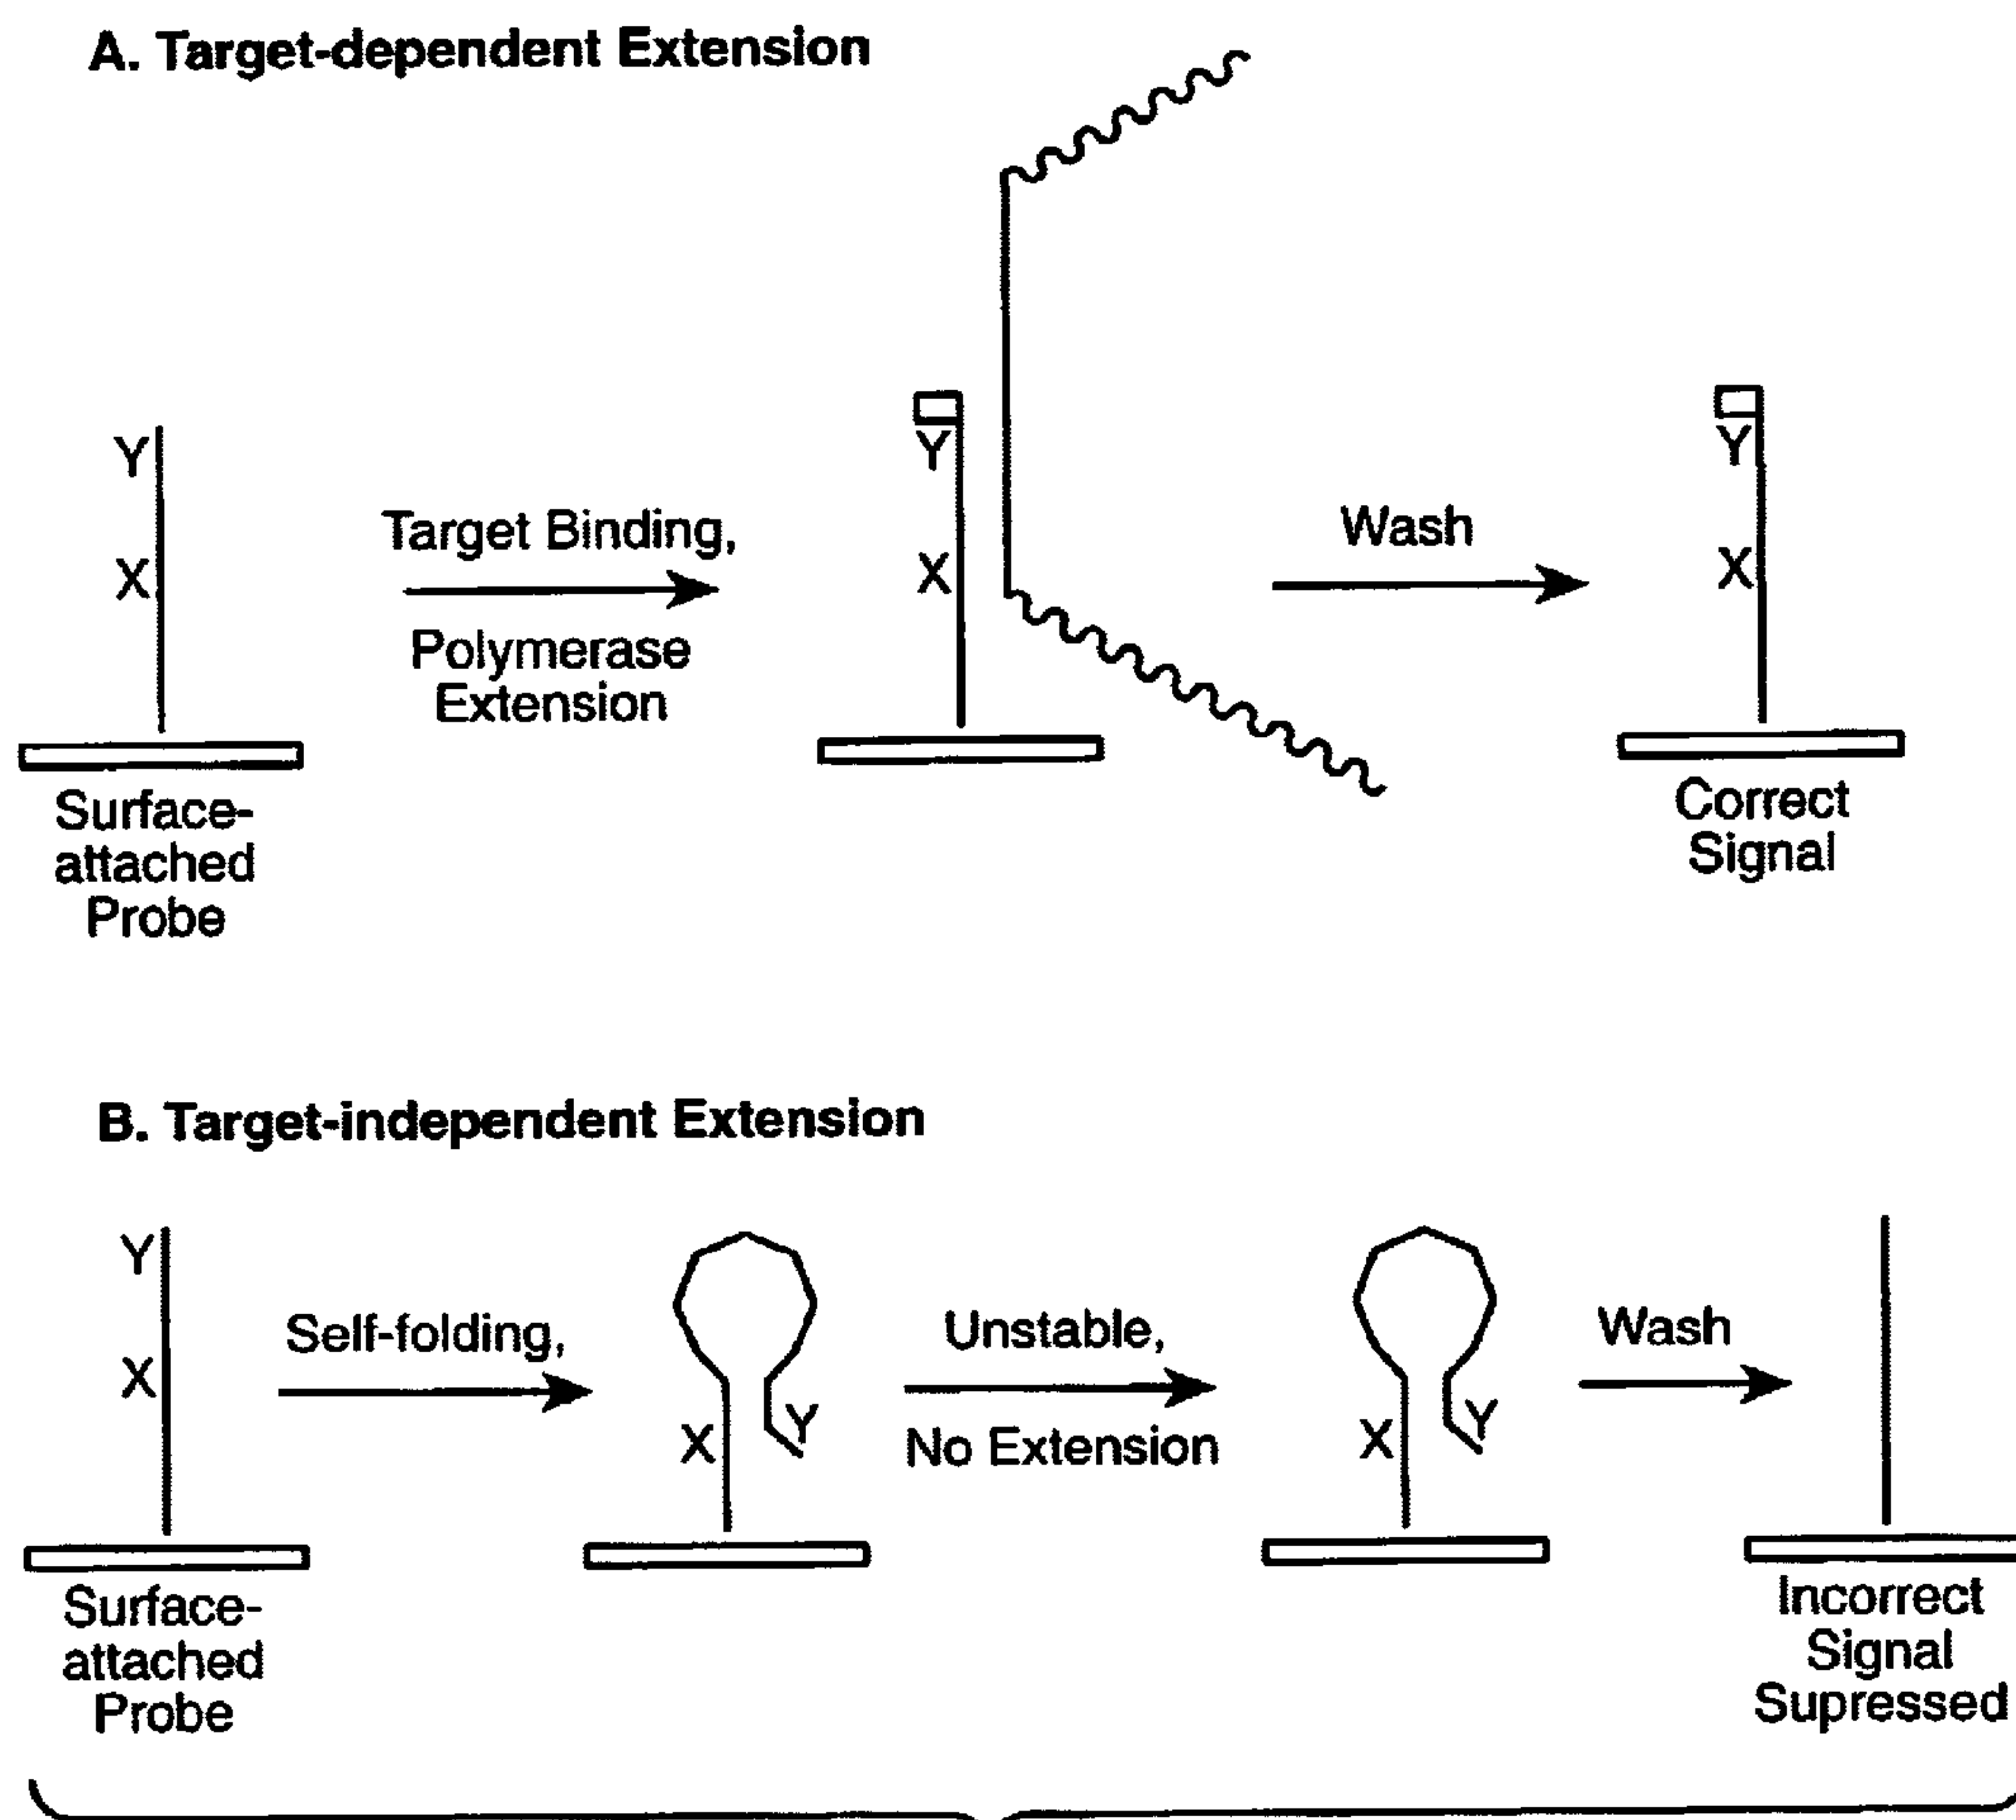 A. Target-dependent Extension
Y
X
Target Binding,
Polymerase
Extension
Y
X
Wash
Y
X
Surface-
attached
Probe
Correct
Signal
B. Target-independent Extension
Y
X
Self-folding,
X
Y
Unstable,
No Extension
X
Y
Wash
Surface-
attached
Probe
Incorrect
Signal
Supressed